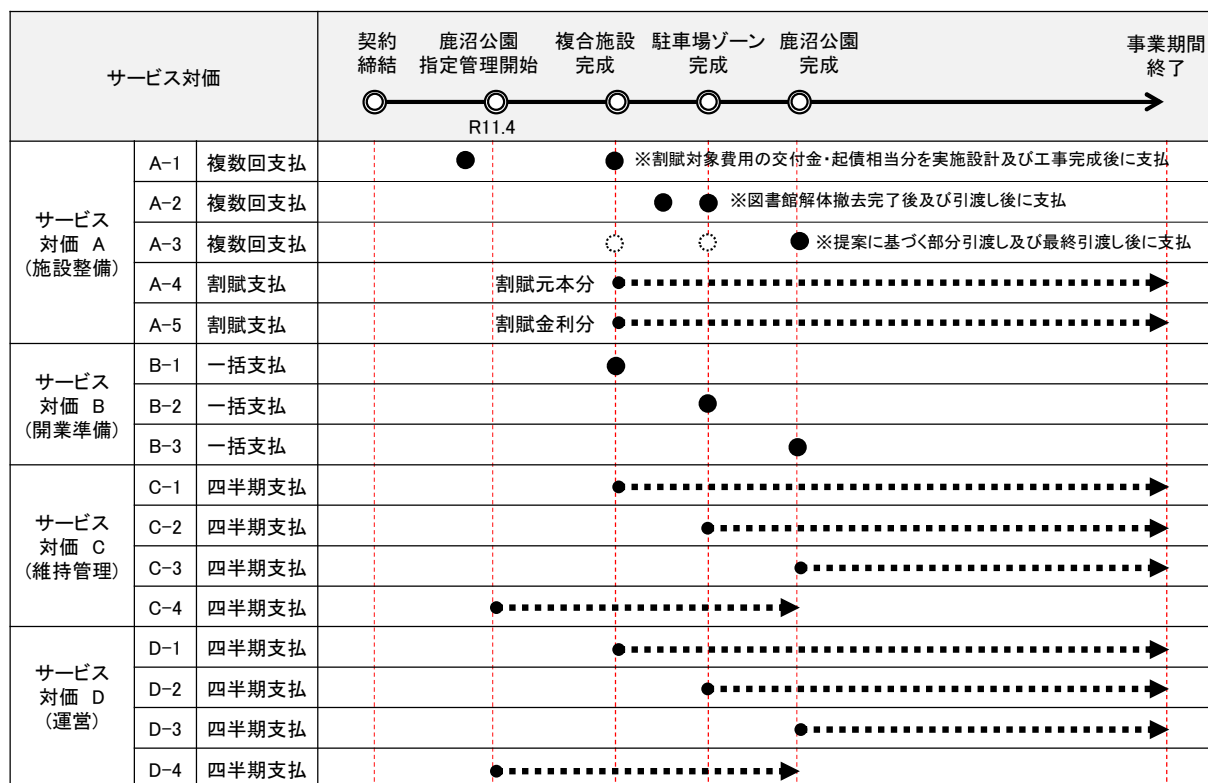 サービス対価
契約
締結
鹿沼公園
指定管理開始
複合施設
完成
駐車場ゾーン
完成
鹿沼公園
完成
事業期間
終了
R11.4
サービス
対価 A
(施設整備)
A-1 複数回支払 ※割賦対象費用の交付金・起債相当分を実施設計及び工事完成後に支払
A-2 複数回支払 ※図書館解体撤去完了後及び引渡し後に支払
A-3 複数回支払 ※提案に基づく部分引渡し及び最終引渡し後に支払
A-4 割賦支払 割賦元本分
A-5 割賦支払 割賦金利分
サービス
対価 B
(開業準備)
B-1 一括支払
B-2 一括支払
B-3 一括支払
サービス
対価 C
(維持管理)
C-1 四半期支払
C-2 四半期支払
C-3 四半期支払
C-4 四半期支払
サービス
対価 D
(運営)
D-1 四半期支払
D-2 四半期支払
D-3 四半期支払
D-4 四半期支払